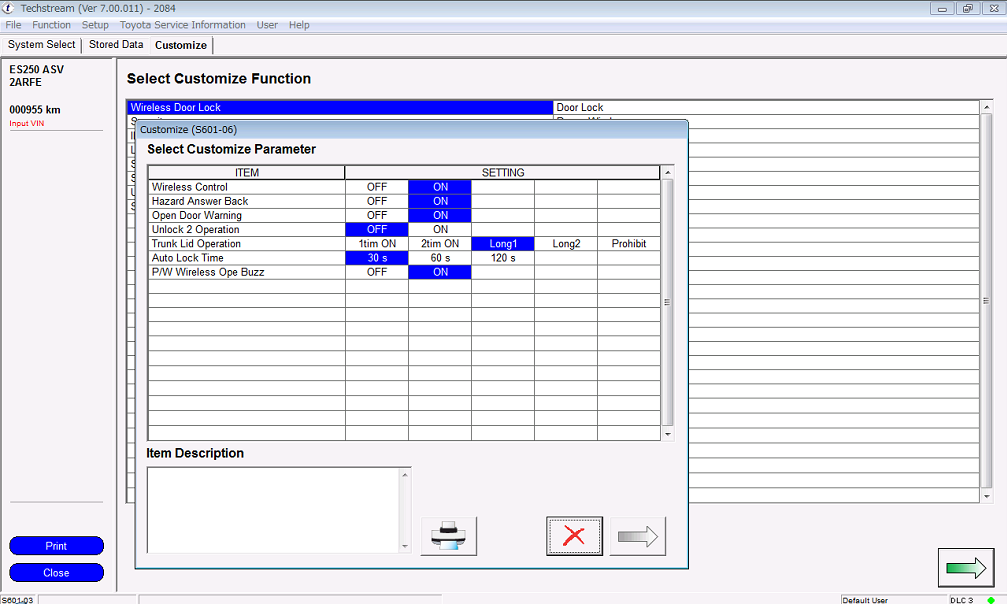 Techstream (Ver 7.00.011) - 2084
File Function Setup Toyota Service Information User Help
System Select Stored Data Customize
ES250 ASV
2ARFE
000955 km
Input VIN
Select Customize Function
Wireless Door Lock Door Lock
Customize (S601-06)
Select Customize Parameter
ITEM SETTING
Wireless Control OFF ON
Hazard Answer Back OFF ON
Open Door Warning OFF ON
Unlock 2 Operation OFF ON
Trunk Lid Operation 1tim ON 2tim ON Long1 Long2 Prohibit
Auto Lock Time 30 s 60 s 120 s
P/W Wireless Ope Buzz OFF ON
Item Description
Print
Close
S601-03 Default User DLC 3